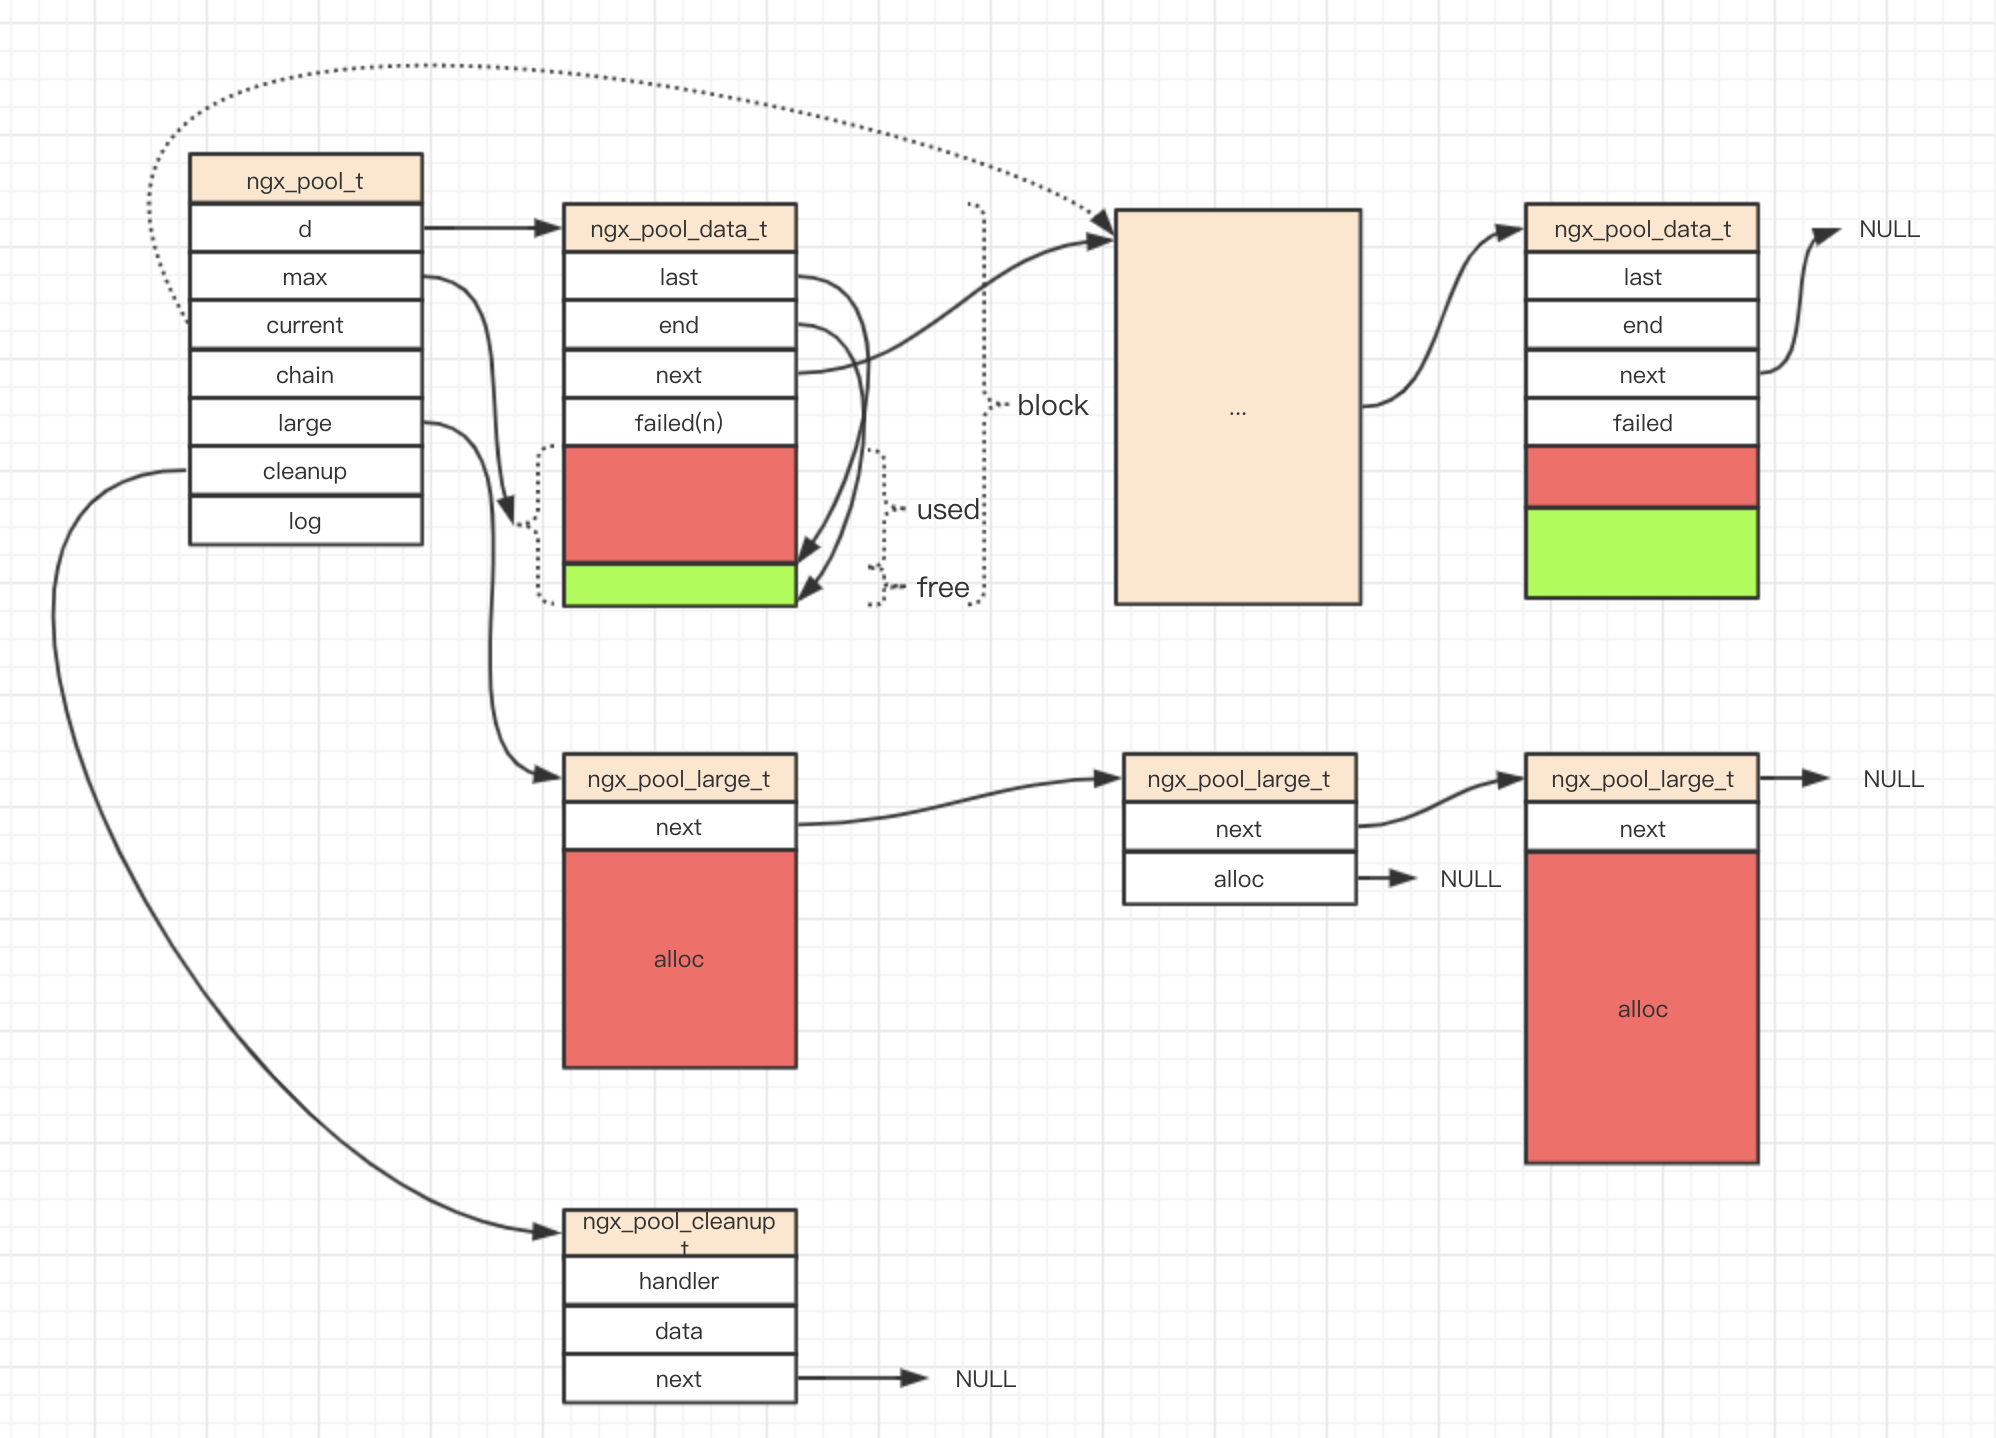 ngx_pool_t
d
max
current
chain
large
cleanup
log
ngx_pool_data_t
last
end
next
failed(n)
used
free
block
...
ngx_pool_data_t
last
end
next
failed
NULL
ngx_pool_large_t
next
alloc
ngx_pool_large_t
next
alloc
NULL
ngx_pool_large_t
next
alloc
NULL
ngx_pool_cleanup
t
handler
data
next
NULL